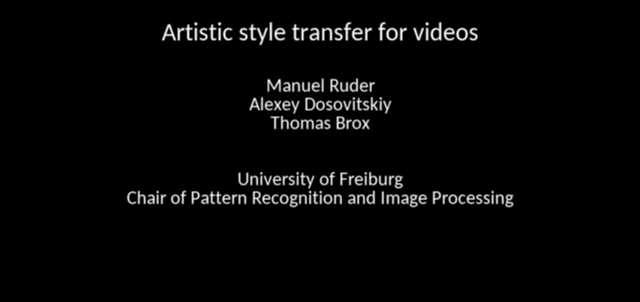 Artistic style transfer for videos
Manuel Ruder
Alexey Dosovitskiy
Thomas Brox
University of Freiburg
Chair of Pattern Recognition and Image Processing